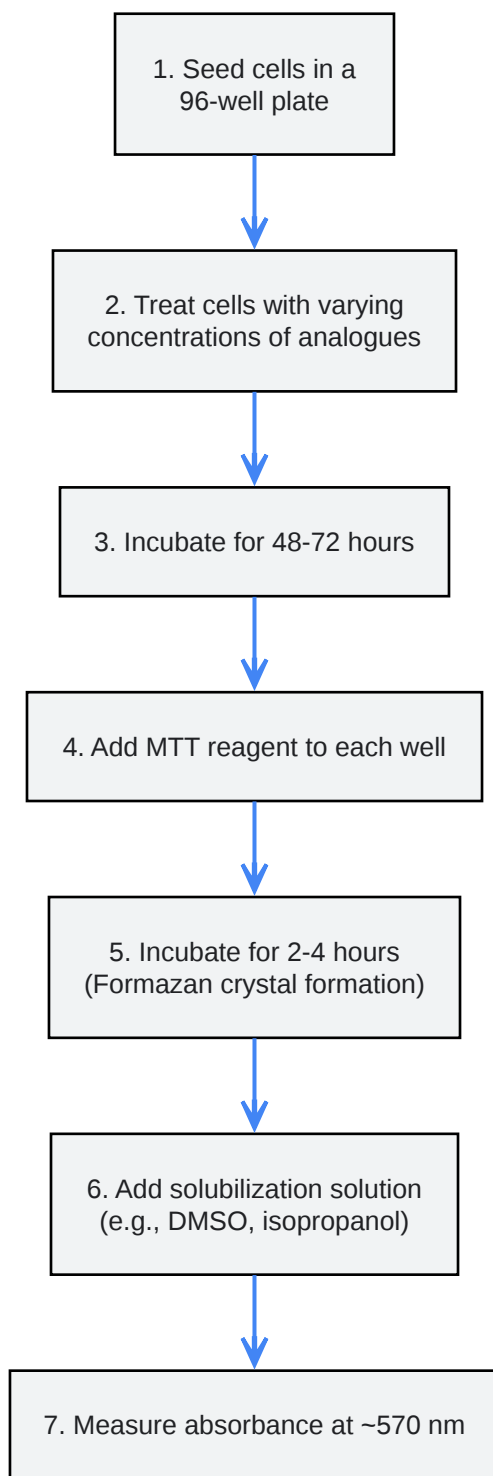 1. Seed cells in a
96-well plate
2. Treat cells with varying
concentrations of analogues
3. Incubate for 48-72 hours
4. Add MTT reagent to each well
5. Incubate for 2-4 hours
(Formazan crystal formation)
6. Add solubilization solution
(e.g., DMSO, isopropanol)
7. Measure absorbance at ~570 nm